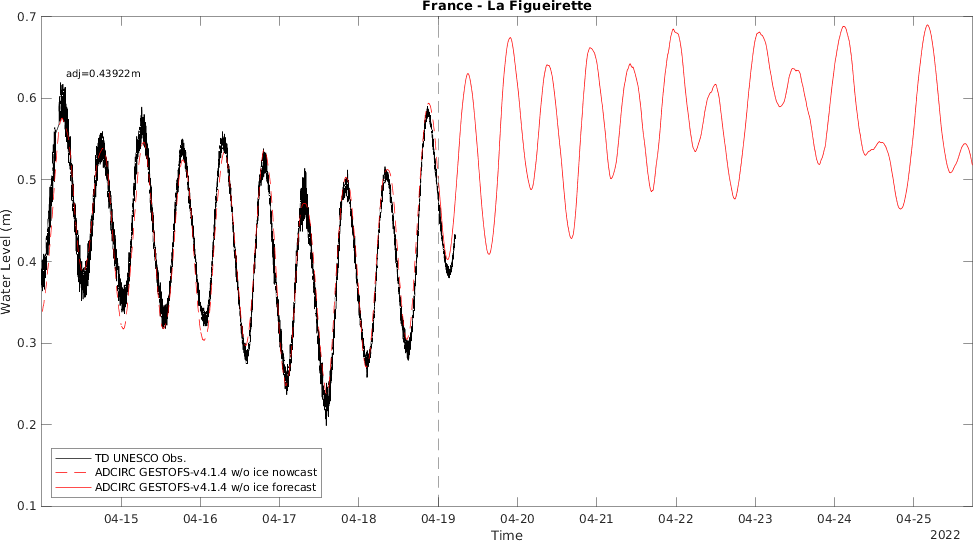 France - La Figueirette
0.7
adj=0.43922m
0.6
0.5
0.4
0.3
0.2
0.1
Water Level (m)
TD UNESCO Obs.
ADCIRC GESTOFS-v4.1.4 w/o ice nowcast
ADCIRC GESTOFS-v4.1.4 w/o ice forecast
04-15 04-16 04-17 04-18 04-19 04-20 04-21 04-22 04-23 04-24 04-25
Time
2022